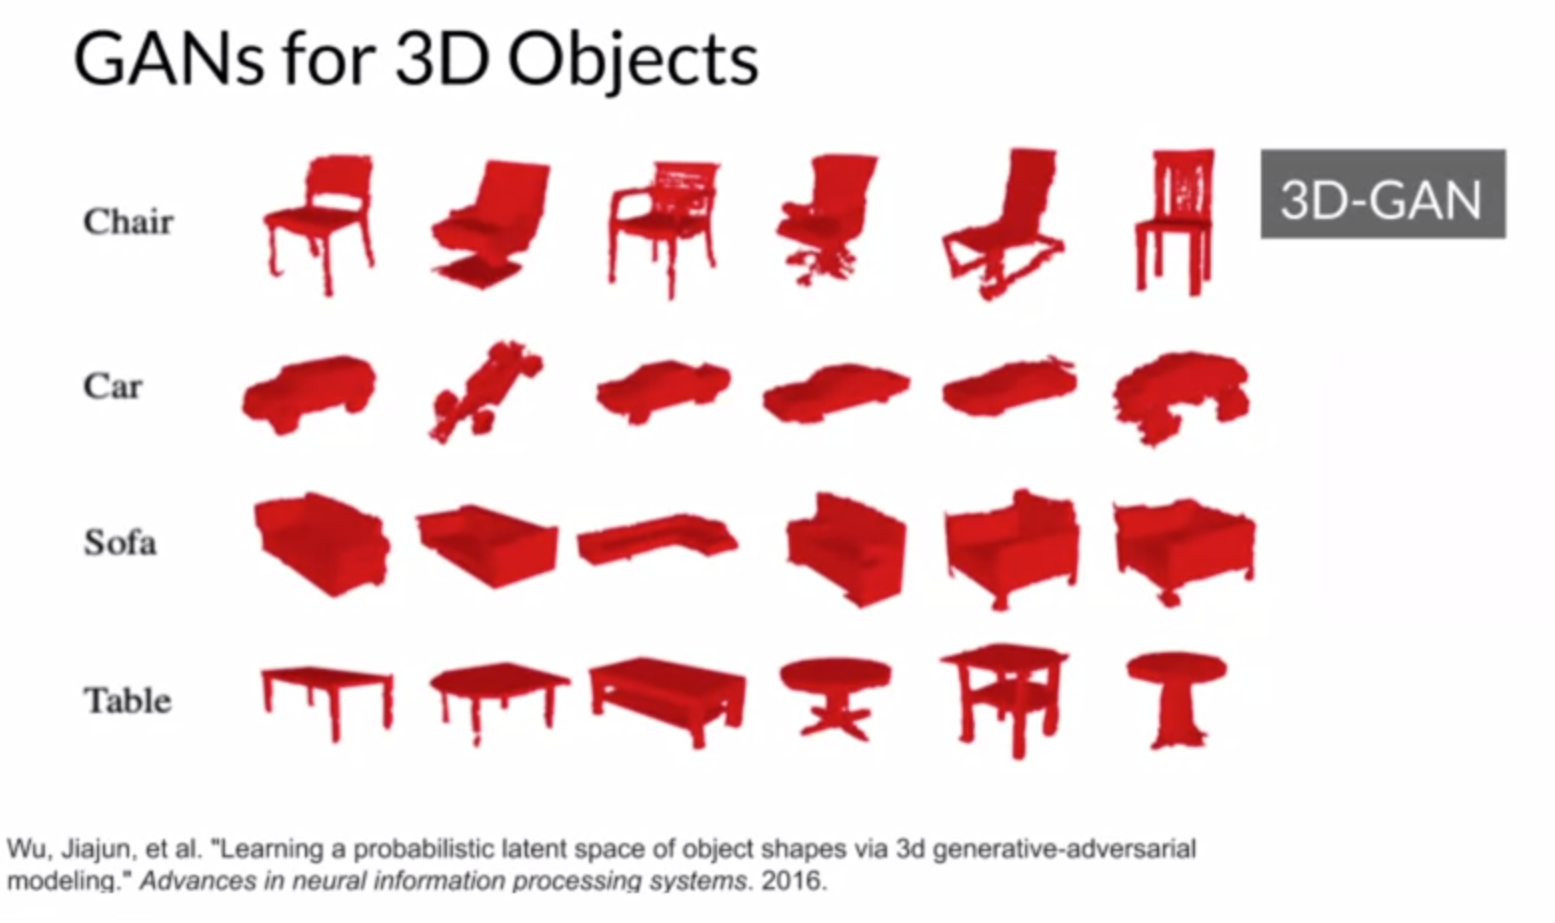 GANs for 3D Objects
Chair
3D-GAN
Car
Sofa
Table
Wu, Jiajun, et al. "Learning a probabilistic latent space of object shapes via 3d generative-adversarial
modeling." Advances in neural information processing systems. 2016.